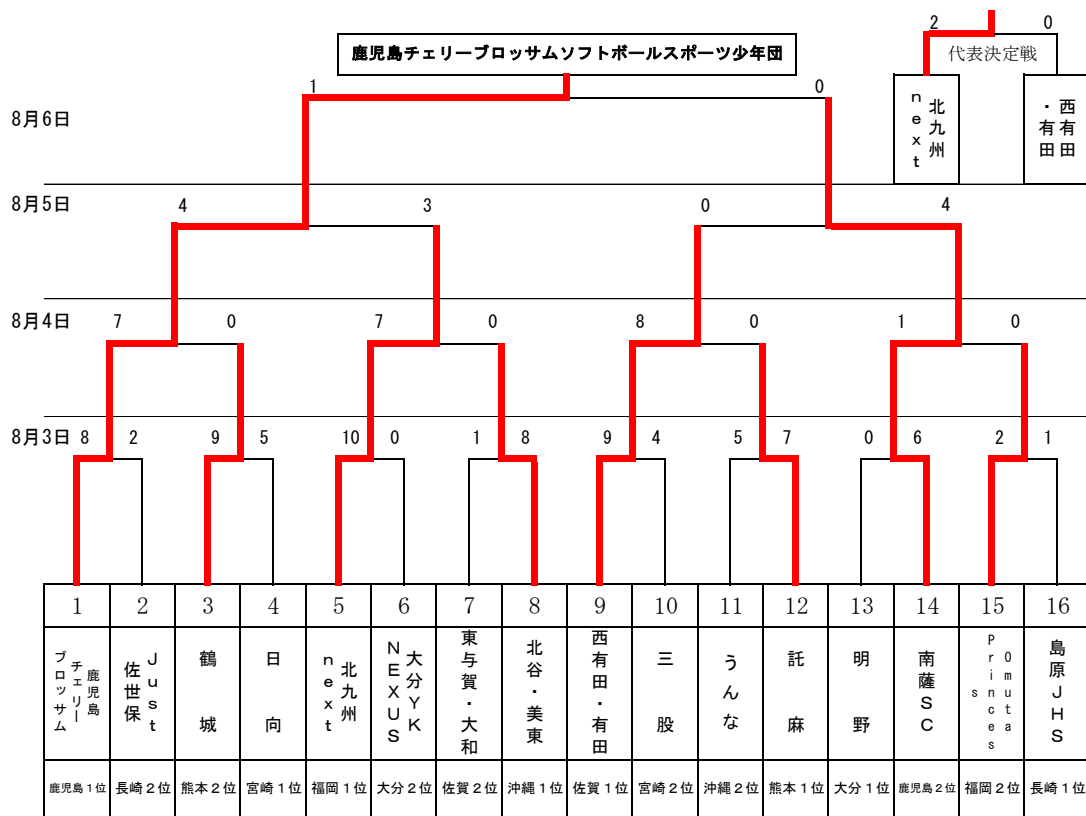 鹿児島チェリーブロッサムソフトボールスポーツ少年団
2 0
代表決定戦
北九州next
西有田・有田
1 0
8月6日
8月5日
4 3 0 4
8月4日
7 0 7 0 8 0 1 0
8月3日
8 2 9 5 10 0 1 8 9 4 5 7 0 6 2 1
1 2 3 4 5 6 7 8 9 10 11 12 13 14 15 16
鹿児島チェリーブロッサム
Just佐世保
鶴城
日向
北九州next
大分YKNEXUS
東与賀・大和
北谷・美東
西有田・有田
三股
うんな
託麻
明野
南薩SC
Omuta Princess
島原JHS
鹿児島1位 長崎2位 熊本2位 宮崎1位 福岡1位 大分2位 佐賀2位 沖縄1位 佐賀1位 宮崎2位 沖縄2位 熊本1位 大分1位 鹿児島2位 福岡2位 長崎1位